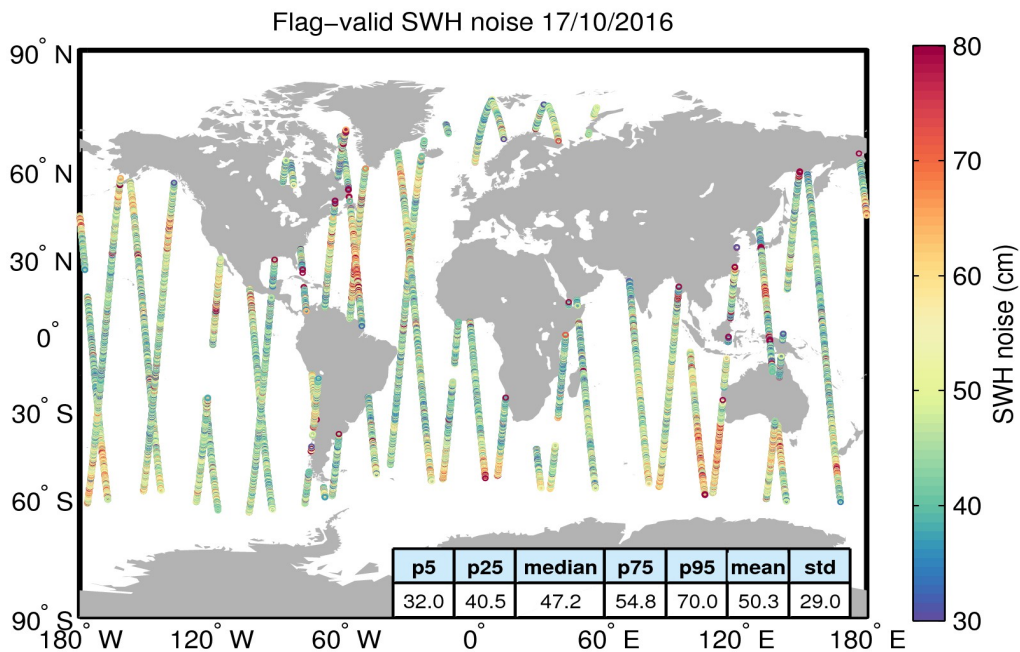 Flag−valid SWH noise 17/10/2016
90° N
60° N
30° N
0°
30° S
60° S
90° S
180° W
120° W
60° W
0°
60° E
120° E
180° E
p5 p25 median p75 p95 mean std
32.0 40.5 47.2 54.8 70.0 50.3 29.0
80
70
60
50
40
30
SWH noise (cm)